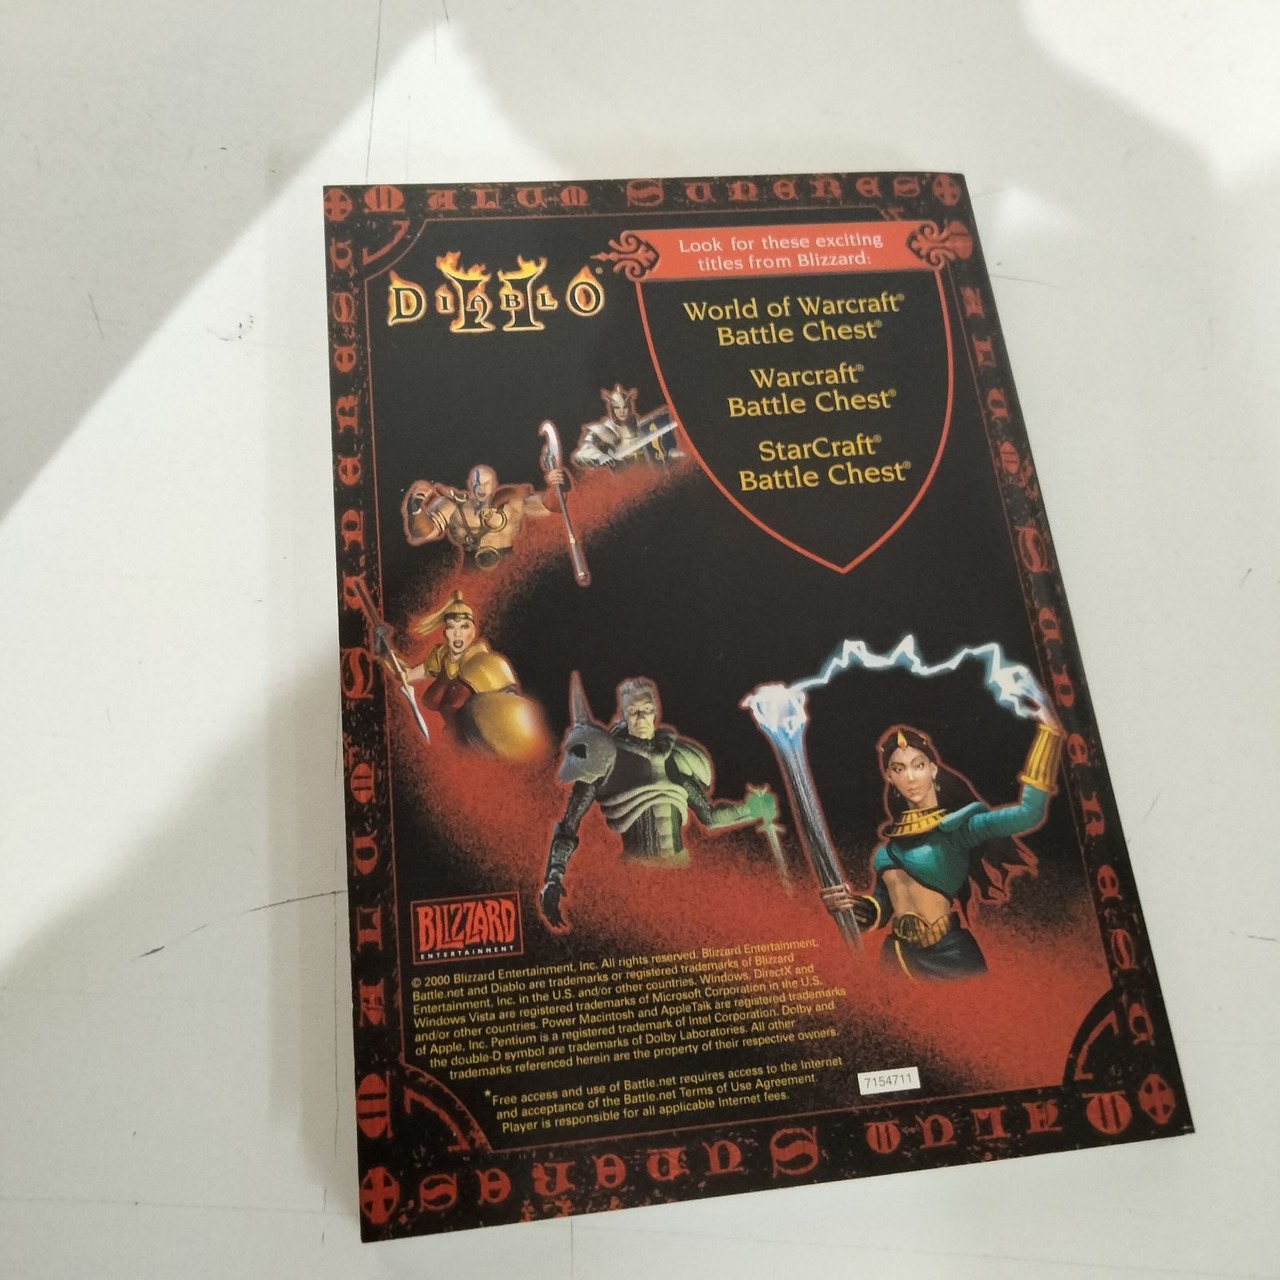 MALUM SUNERES
DIABLO II®
Look for these exciting
titles from Blizzard:
World of Warcraft®
Battle Chest®
Warcraft®
Battle Chest®
StarCraft®
Battle Chest®
BLIZZARD
ENTERTAINMENT
© 2000 Blizzard Entertainment, Inc. All rights reserved. Blizzard Entertainment,
Battle.net and Diablo are trademarks or registered trademarks of Blizzard
Entertainment, Inc. in the U.S. and/or other countries. Windows, DirectX and
Windows Vista are registered trademarks of Microsoft Corporation in the U.S.
and/or other countries. Power Macintosh and AppleTalk are registered trademarks
of Apple, Inc. Pentium is a registered trademark of Intel Corporation. Dolby and
the double-D symbol are trademarks of Dolby Laboratories. All other
trademarks referenced herein are the property of their respective owners.
*Free access and use of Battle.net requires access to the Internet
and acceptance of the Battle.net Terms of Use Agreement.
Player is responsible for all applicable Internet fees.
7154711